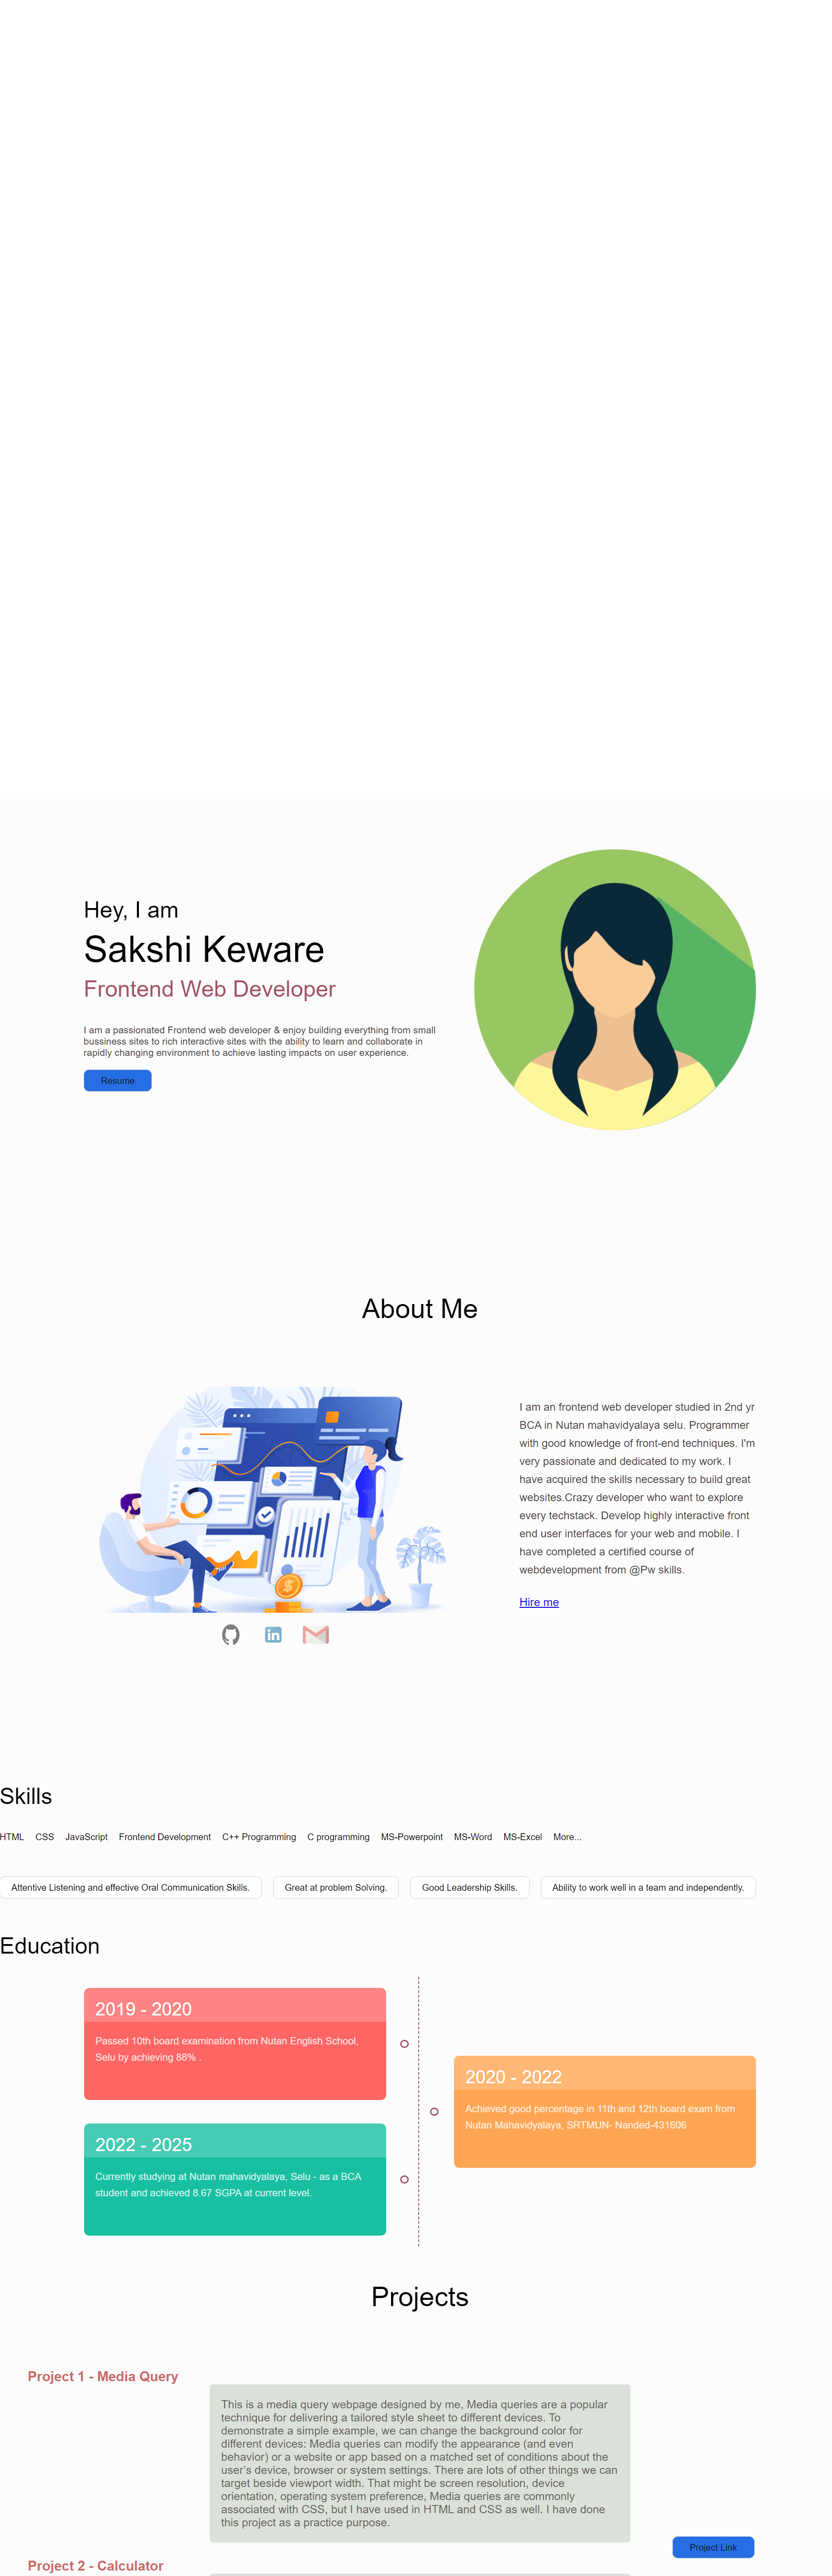 Hey, I am
Sakshi Keware
Frontend Web Developer
I am a passionated Frontend web developer & enjoy building everything from small
bussiness sites to rich interactive sites with the ability to learn and collaborate in
rapidly changing environment to achieve lasting impacts on user experience.
Resume
About Me
I am an frontend web developer studied in 2nd yr
BCA in Nutan mahavidyalaya selu. Programmer
with good knowledge of front-end techniques. I'm
very passionate and dedicated to my work. I
have acquired the skills necessary to build great
websites.Crazy developer who want to explore
every techstack. Develop highly interactive front
end user interfaces for your web and mobile. I
have completed a certified course of
webdevelopment from @Pw skills.
Hire me
Skills
HTML CSS JavaScript Frontend Development C++ Programming C programming MS-Powerpoint MS-Word MS-Excel More...
Attentive Listening and effective Oral Communication Skills. Great at problem Solving. Good Leadership Skills. Ability to work well in a team and independently.
Education
2019 - 2020
Passed 10th board examination from Nutan English School,
Selu by achieving 88% .
2020 - 2022
Achieved good percentage in 11th and 12th board exam from
Nutan Mahavidyalaya, SRTMUN- Nanded-431606
2022 - 2025
Currently studying at Nutan mahavidyalaya, Selu - as a BCA
student and achieved 8.67 SGPA at current level.
Projects
Project 1 - Media Query
This is a media query webpage designed by me, Media queries are a popular
technique for delivering a tailored style sheet to different devices. To
demonstrate a simple example, we can change the background color for
different devices: Media queries can modify the appearance (and even
behavior) or a website or app based on a matched set of conditions about the
user’s device, browser or system settings. There are lots of other things we can
target beside viewport width. That might be screen resolution, device
orientation, operating system preference, Media queries are commonly
associated with CSS, but I have used in HTML and CSS as well. I have done
this project as a practice purpose.
Project Link
Project 2 - Calculator